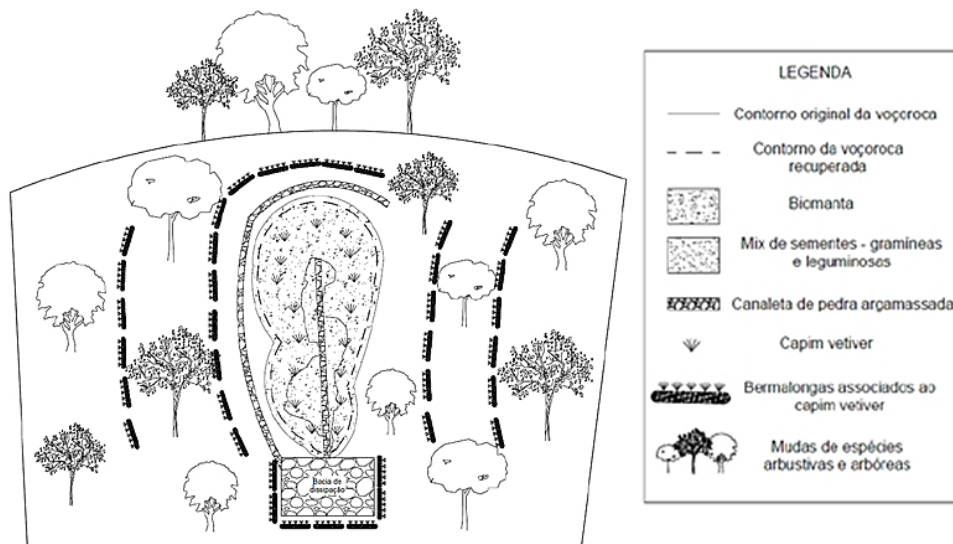 Bacia de
dissipação
LEGENDA
Contorno original da voçoroca
Contorno da voçoroca
recuperada
Biomanta
Mix de sementes - gramíneas
e leguminosas
Canaleta de pedra arçamassada
Capim vetiver
Bermalongas associados ao
capim vetiver
Mudas de espécies
arbustivas e arbóreas